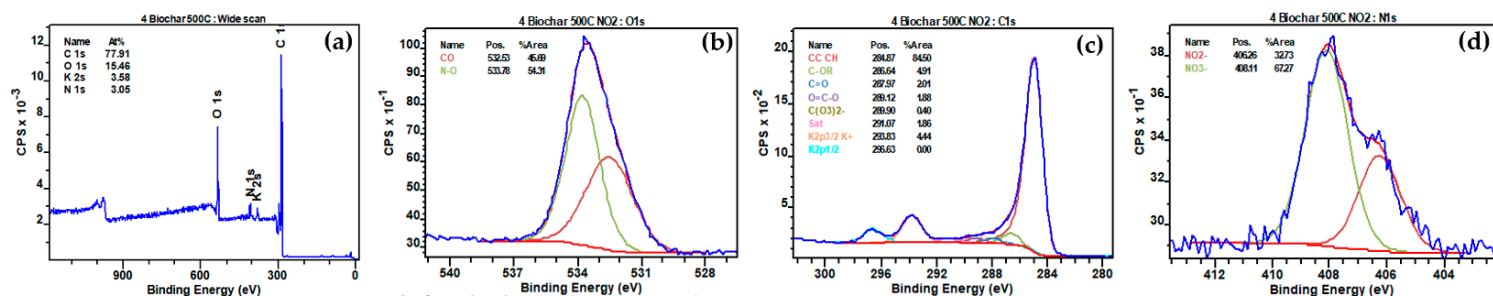 4 Biochar 500C : Wide scan
(a)
Name At%
C 1s 77.91
O 1s 15.46
K 2s 3.58
N 1s 3.05
C 1
O 1s
N 1s
K 2s
12
10
8
6
4
2
CPS x 10⁻³
900 600 300 0
Binding Energy (eV)
4 Biochar 500C NO2 : O1s
(b)
Name Pos. %Area
CO 532.53 45.69
N-O 533.78 54.31
100
90
80
70
60
50
40
30
CPS x 10⁻¹
540 537 534 531 528
Binding Energy (eV)
4 Biochar 500C NO2 : C1s
(c)
Name Pos. %Area
CC CH 284.87 84.50
C-OR 286.64 4.91
C=O 287.97 2.01
O=C-O 289.12 1.88
C(O3)2- 289.90 0.40
Sat 291.07 1.86
K2p3/2 K+ 293.83 4.44
K2p1/2 296.63 0.00
20
15
10
5
CPS x 10⁻²
300 296 292 288 284 280
Binding Energy (eV)
4 Biochar 500C NO2 : N1s
(d)
Name Pos. %Area
NO2- 406.26 32.73
NO3- 408.11 67.27
38
36
34
32
30
CPS x 10⁻¹
412 410 408 406 404
Binding Energy (eV)